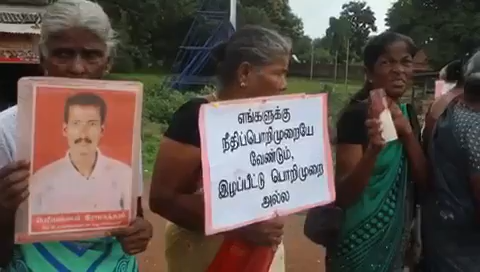 எங்களுக்கு
நீதிப்பொறிமுறையே
வேண்டும்,
இழப்பீட்டு பொறிமுறை
அல்ல